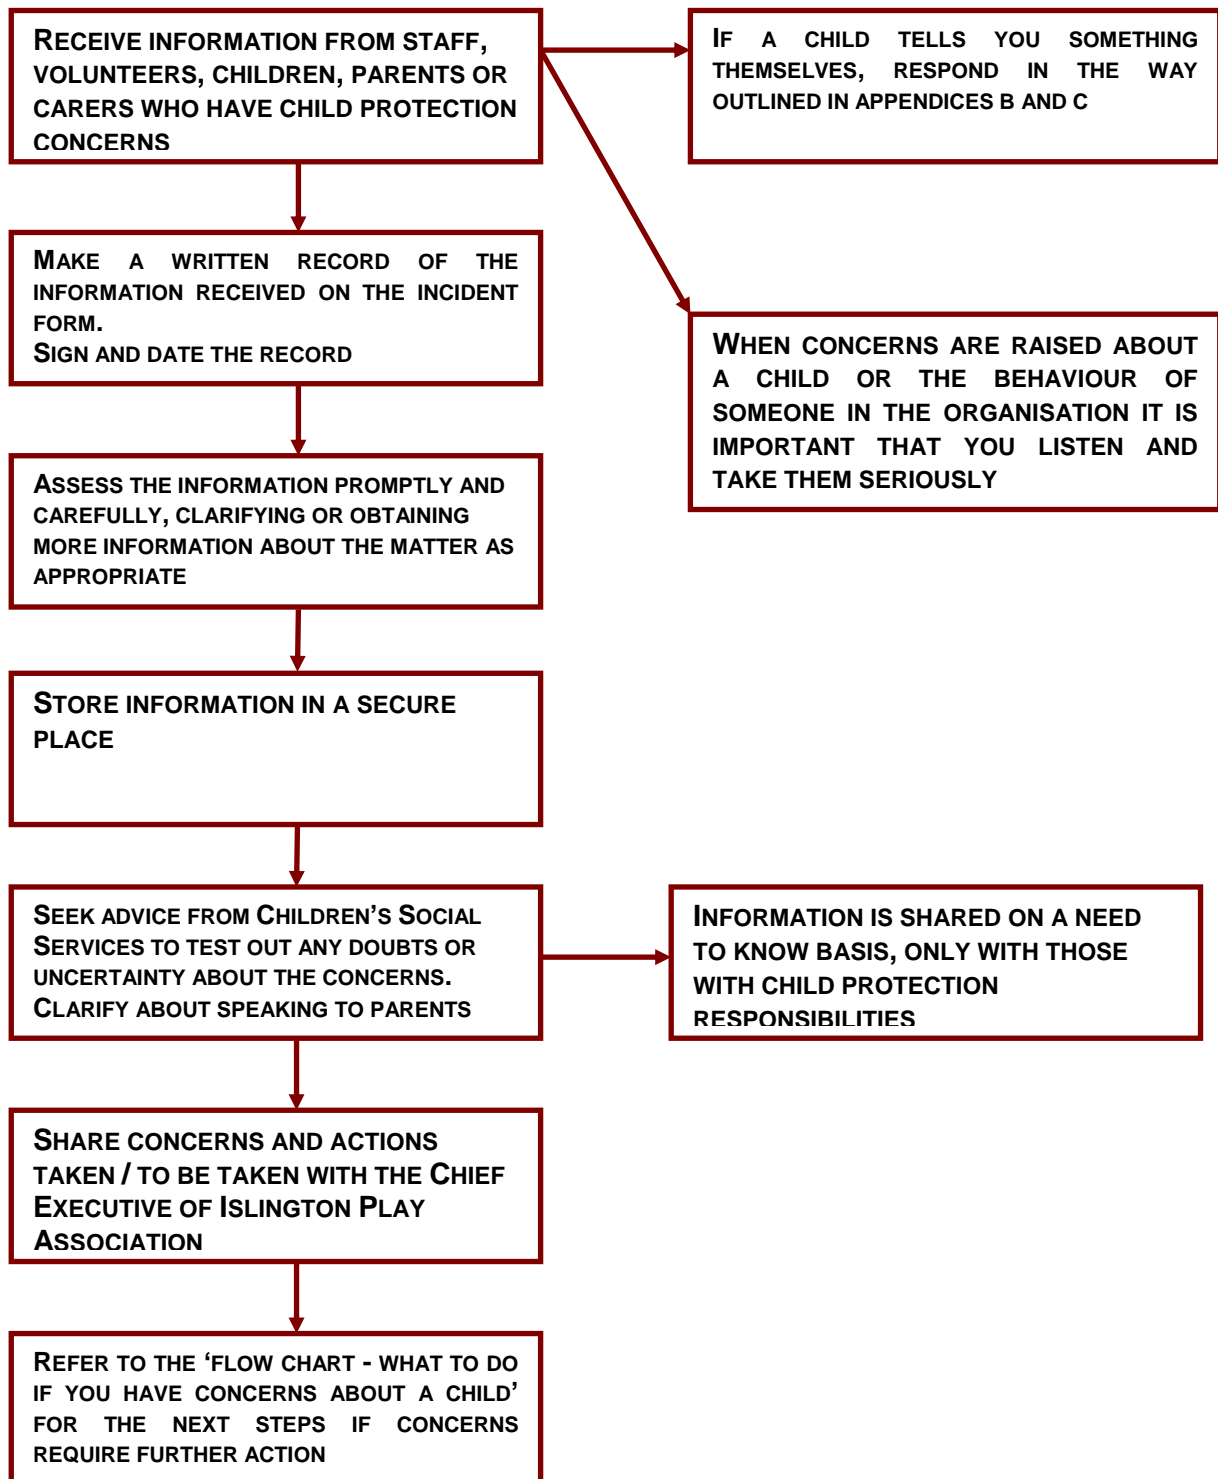 RECEIVE INFORMATION FROM STAFF,
VOLUNTEERS, CHILDREN, PARENTS OR
CARERS WHO HAVE CHILD PROTECTION
CONCERNS
IF A CHILD TELLS YOU SOMETHING
THEMSELVES, RESPOND IN THE WAY
OUTLINED IN APPENDICES B AND C
MAKE A WRITTEN RECORD OF THE
INFORMATION RECEIVED ON THE INCIDENT
FORM.
SIGN AND DATE THE RECORD
WHEN CONCERNS ARE RAISED ABOUT
A CHILD OR THE BEHAVIOUR OF
SOMEONE IN THE ORGANISATION IT IS
IMPORTANT THAT YOU LISTEN AND
TAKE THEM SERIOUSLY
ASSESS THE INFORMATION PROMPTLY AND
CAREFULLY, CLARIFYING OR OBTAINING
MORE INFORMATION ABOUT THE MATTER AS
APPROPRIATE
STORE INFORMATION IN A SECURE
PLACE
SEEK ADVICE FROM CHILDREN'S SOCIAL
SERVICES TO TEST OUT ANY DOUBTS OR
UNCERTAINTY ABOUT THE CONCERNS.
CLARIFY ABOUT SPEAKING TO PARENTS
INFORMATION IS SHARED ON A NEED
TO KNOW BASIS, ONLY WITH THOSE
WITH CHILD PROTECTION
RESPONSIBILITIES
SHARE CONCERNS AND ACTIONS
TAKEN / TO BE TAKEN WITH THE CHIEF
EXECUTIVE OF ISLINGTON PLAY
ASSOCIATION
REFER TO THE ‘FLOW CHART - WHAT TO DO
IF YOU HAVE CONCERNS ABOUT A CHILD’
FOR THE NEXT STEPS IF CONCERNS
REQUIRE FURTHER ACTION